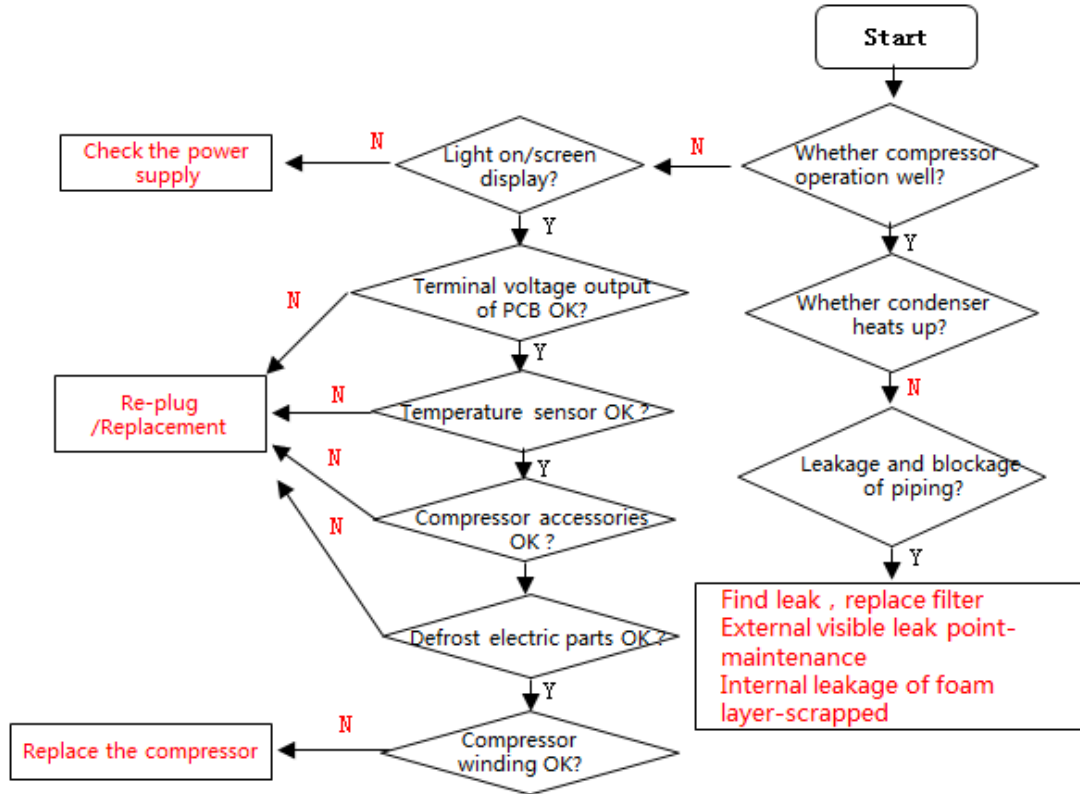 Start
Whether compressor
operation well?
N
Light on/screen
display?
N
Check the power
supply
Y
Y
Terminal voltage output
of PCB OK?
N
Whether condenser
heats up?
Y
N
Temperature sensor OK？
N
Re-plug
/Replacement
Y
N
Leakage and blockage
of piping?
Compressor accessories
OK？
N
Y
Find leak , replace filter
External visible leak point-
maintenance
Internal leakage of foam
layer-scrapped
Defrost electric parts OK？
Y
Compressor
winding OK?
N
Replace the compressor